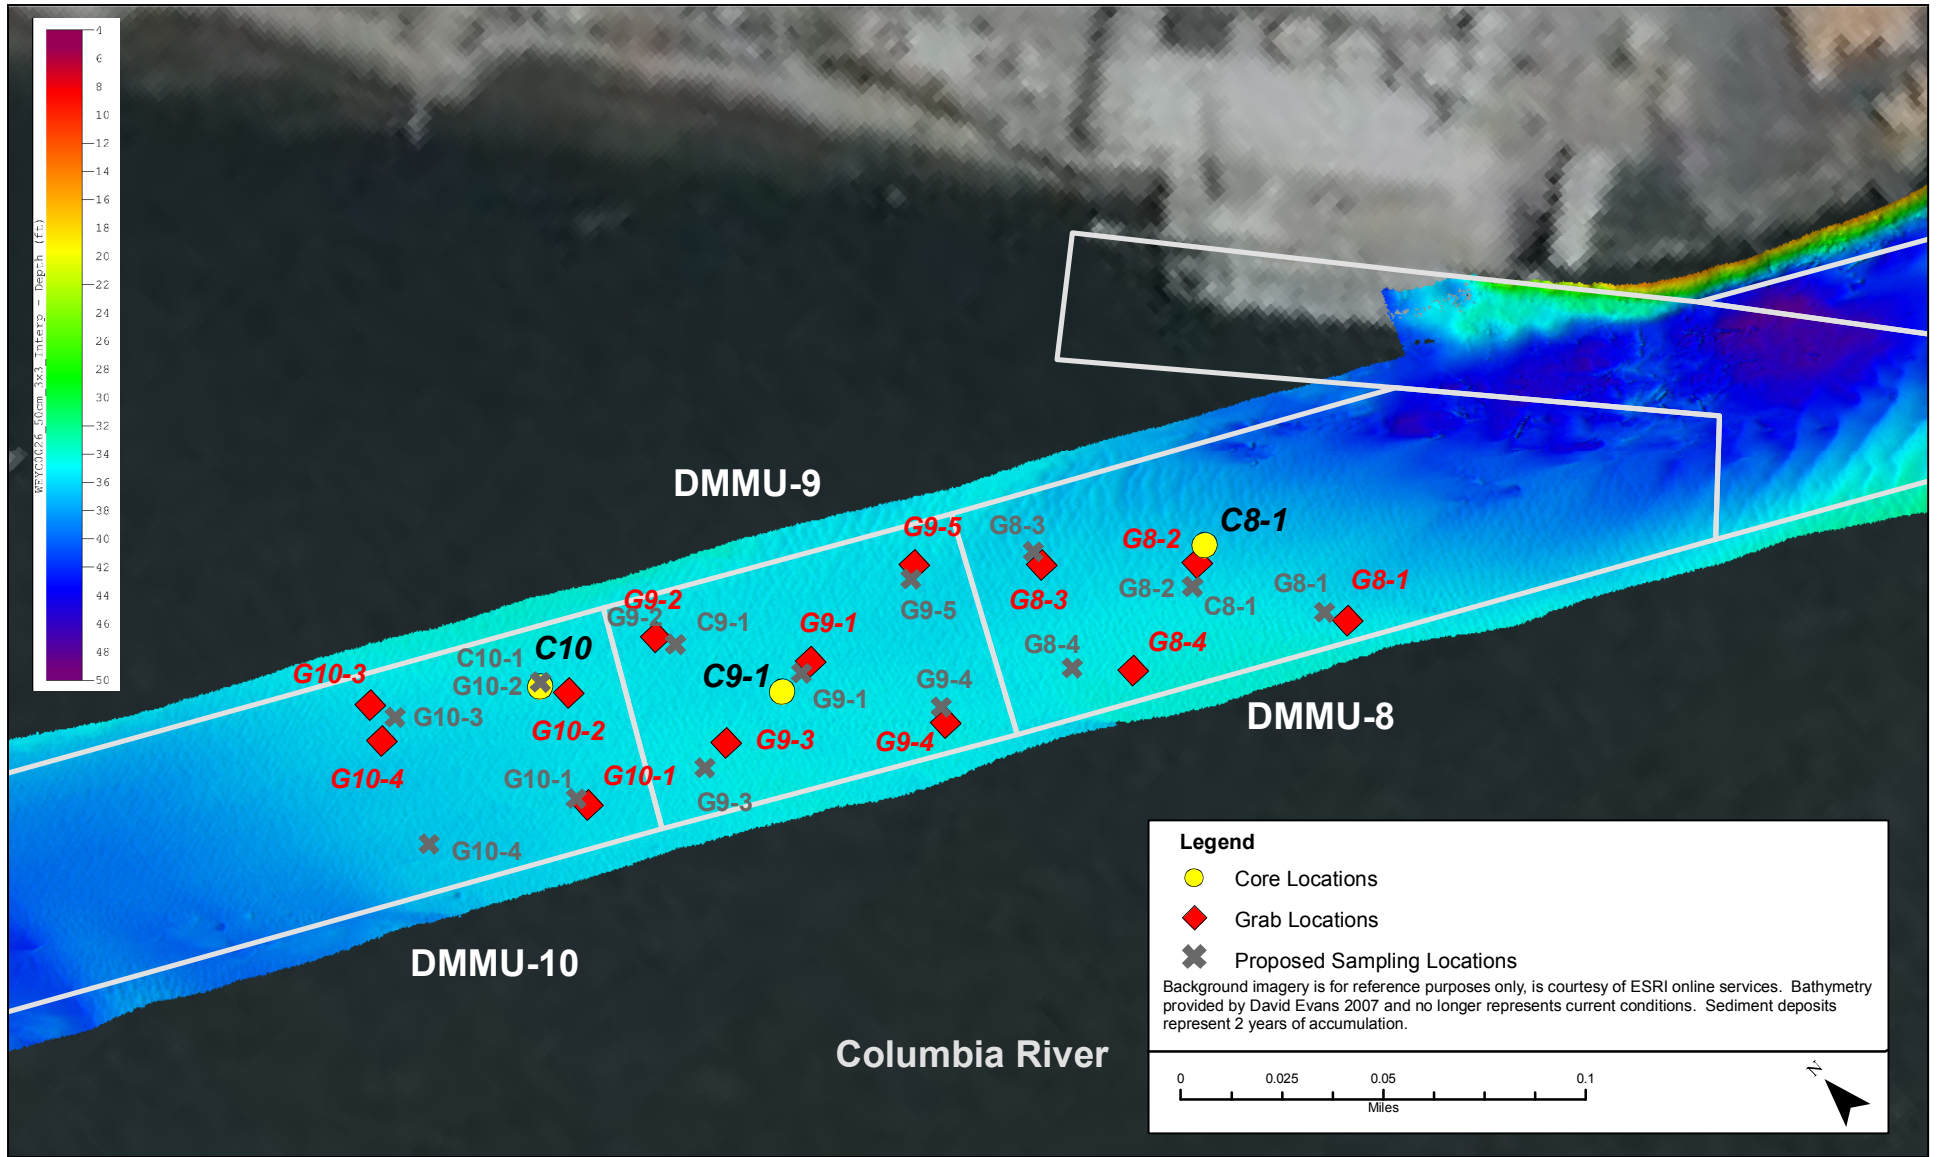 4
6
8
10
12
14
16
18
20
22
24
26
28
30
32
34
36
38
40
42
44
46
48
50
WEYC0026_50cm_3x3_Interp - Depth (ft)
DMMU-9
G9-5
G8-3
C8-1
G8-2
G9-2
G9-2
C9-1
G9-1
G9-5
G8-3
G8-2
C8-1
G8-1
G8-1
C10-1
C10
G10-3
G10-2
C9-1
G9-1
G9-4
G8-4
G8-4
G10-3
G10-2
G9-3
G9-4
DMMU-8
G10-4
G10-1
G10-1
G9-3
G10-4
DMMU-10
Columbia River
Legend
Core Locations
Grab Locations
Proposed Sampling Locations
Background imagery is for reference purposes only, is courtesy of ESRI online services. Bathymetry
provided by David Evans 2007 and no longer represents current conditions. Sediment deposits
represent 2 years of accumulation.
0 0.025 0.05 0.1
Miles
N